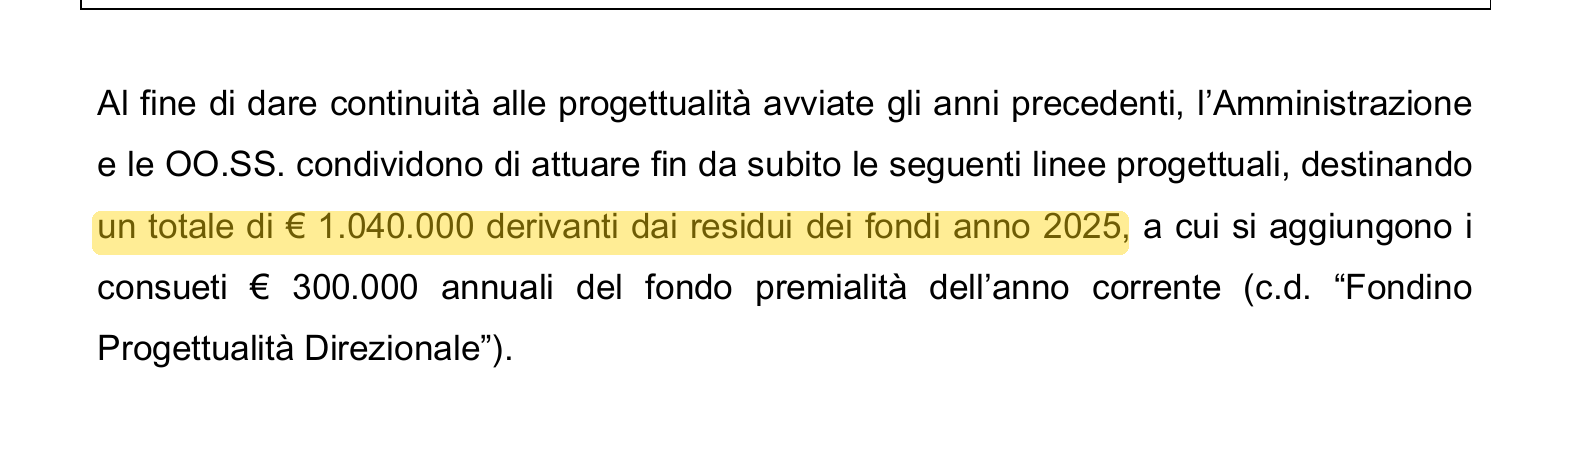 Al fine di dare continuità alle progettualità avviate gli anni precedenti, l’Amministrazione
e le OO.SS. condividono di attuare fin da subito le seguenti linee progettuali, destinando
un totale di € 1.040.000 derivanti dai residui dei fondi anno 2025, a cui si aggiungono i
consueti € 300.000 annuali del fondo premialità dell’anno corrente (c.d. “Fondino
Progettualità Direzionale”).